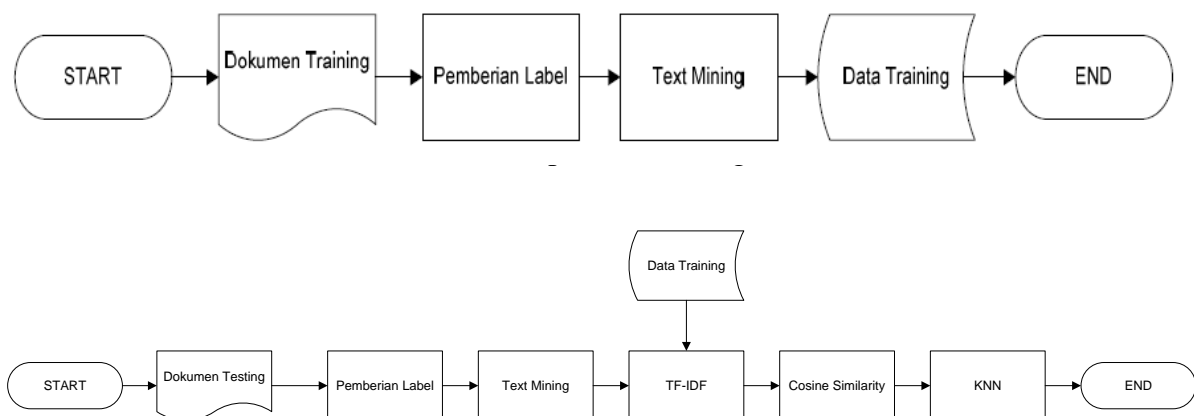 START
Dokumen Training
Pemberian Label
Text Mining
Data Training
END
Data Training
START
Dokumen Testing
Pemberian Label
Text Mining
TF-IDF
Cosine Similarity
KNN
END